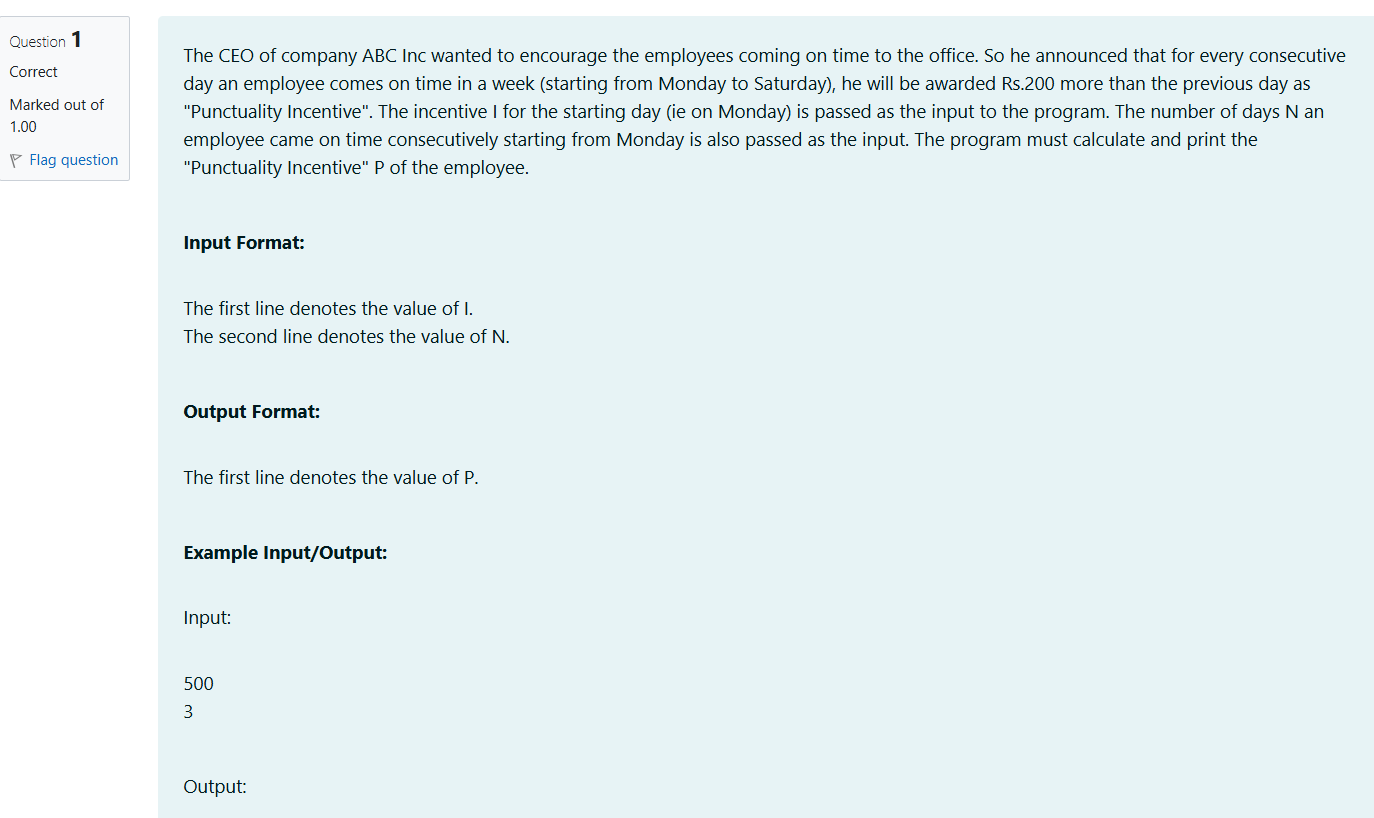 Question 1
Correct
Marked out of
1.00
Flag question
The CEO of company ABC Inc wanted to encourage the employees coming on time to the office. So he announced that for every consecutive
day an employee comes on time in a week (starting from Monday to Saturday), he will be awarded Rs.200 more than the previous day as
"Punctuality Incentive". The incentive I for the starting day (ie on Monday) is passed as the input to the program. The number of days N an
employee came on time consecutively starting from Monday is also passed as the input. The program must calculate and print the
"Punctuality Incentive" P of the employee.
Input Format:
The first line denotes the value of I.
The second line denotes the value of N.
Output Format:
The first line denotes the value of P.
Example Input/Output:
Input:
500
3
Output: